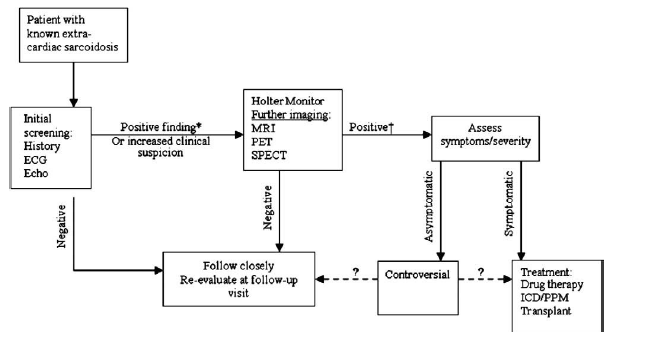 Patient with
known extra-
cardiac sarcoidosis
Initial
screening:
History
ECG
Echo
Positive finding*
Or increased clinical
suspicion
Holter Monitor
Further imaging:
MRI
PET
SPECT
Positive†
Assess
symptoms/severity
Negative
Negative
Asymptomatic
Symptomatic
Follow closely
Re-evaluate at follow-up
visit
?
Controversial
?
Treatment:
Drug therapy
ICD/PPM
Transplant